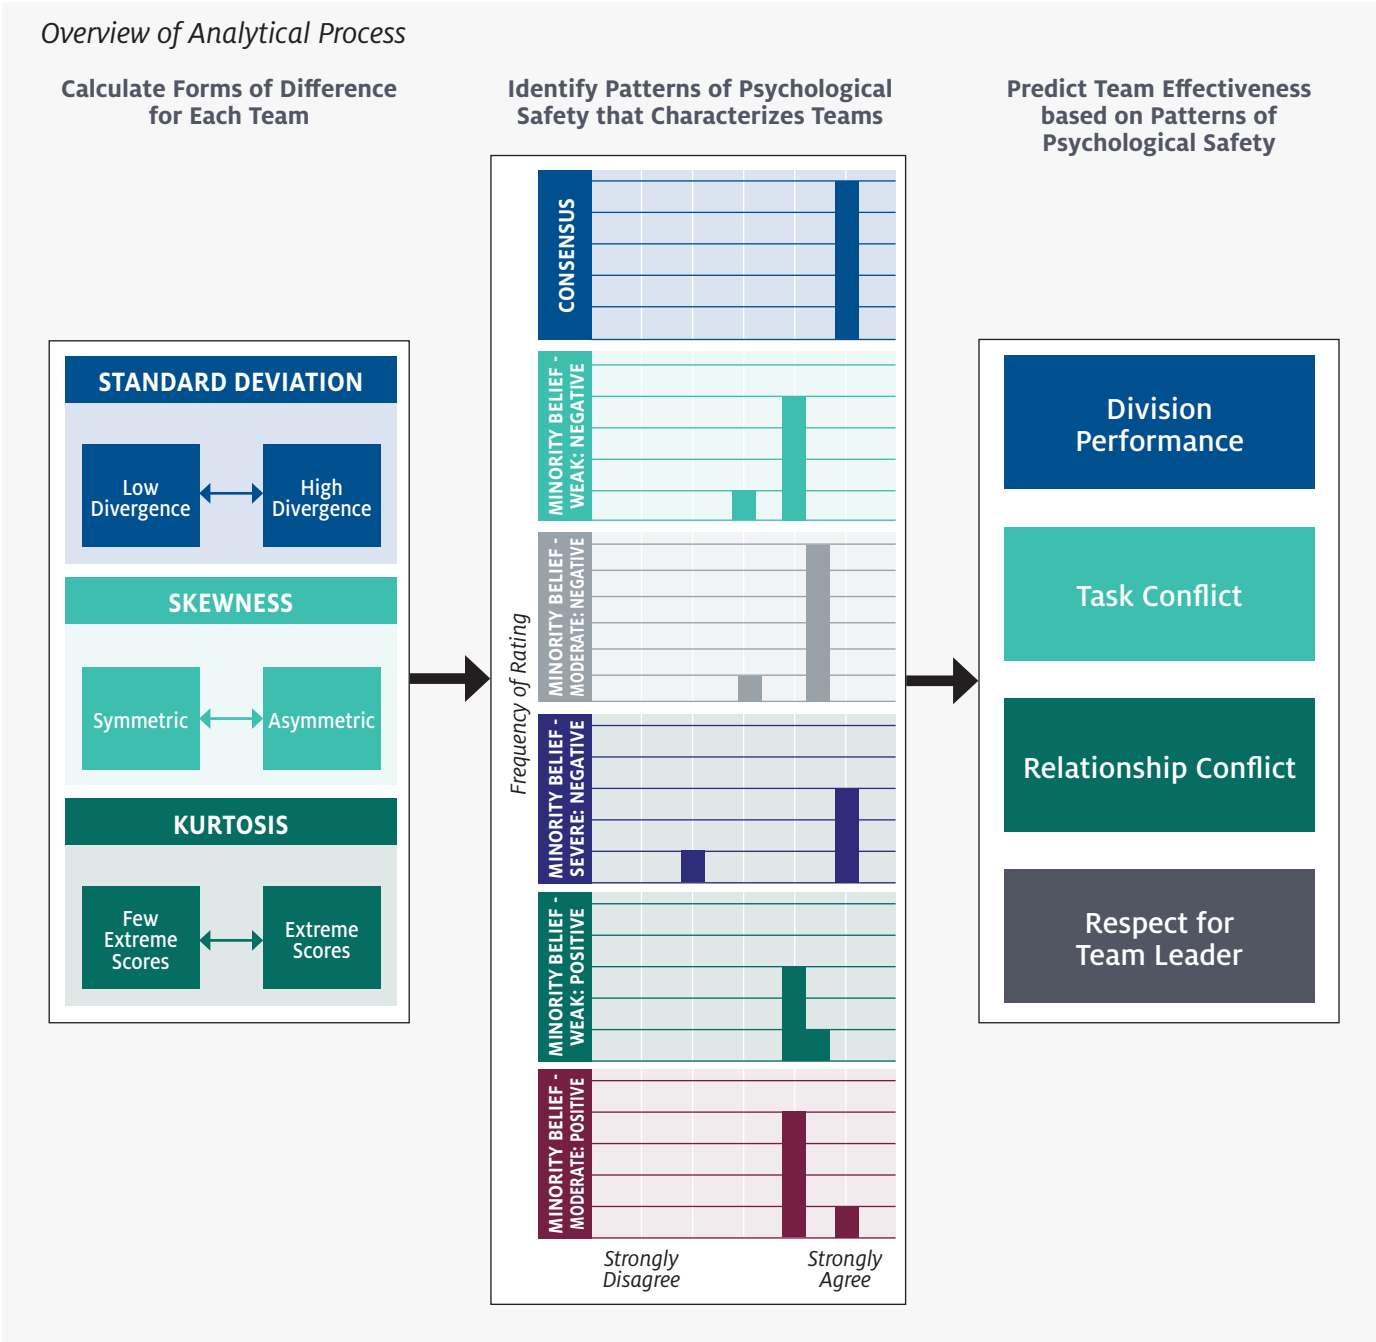 Overview of Analytical Process
Calculate Forms of Difference
for Each Team
STANDARD DEVIATION
Low
Divergence
High
Divergence
SKEWNESS
Symmetric
Asymmetric
KURTOSIS
Few
Extreme
Scores
Extreme
Scores
Identify Patterns of Psychological
Safety that Characterizes Teams
Frequency of Rating
CONSENSUS
MINORITY BELIEF -
WEAK: NEGATIVE
MINORITY BELIEF -
MODERATE: NEGATIVE
MINORITY BELIEF -
SEVERE: NEGATIVE
MINORITY BELIEF -
WEAK: POSITIVE
MINORITY BELIEF -
MODERATE: POSITIVE
Strongly
Disagree
Strongly
Agree
Predict Team Effectiveness
based on Patterns of
Psychological Safety
Division
Performance
Task Conflict
Relationship Conflict
Respect for
Team Leader